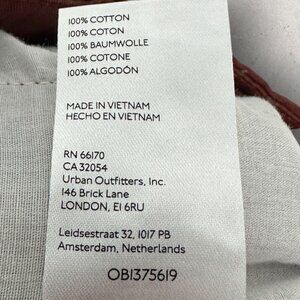 100% COTTON
100% COTON
100% BAUMWOLLE
100% COTONE
100% ALGODÓN
MADE IN VIETNAM
HECHO EN VIETNAM
RN 66170
CA 32054
Urban Outfitters, Inc.
146 Brick Lane
LONDON, E1 6RU
Leidsestraat 32, 1017 PB
Amsterdam, Netherlands
OB1375619